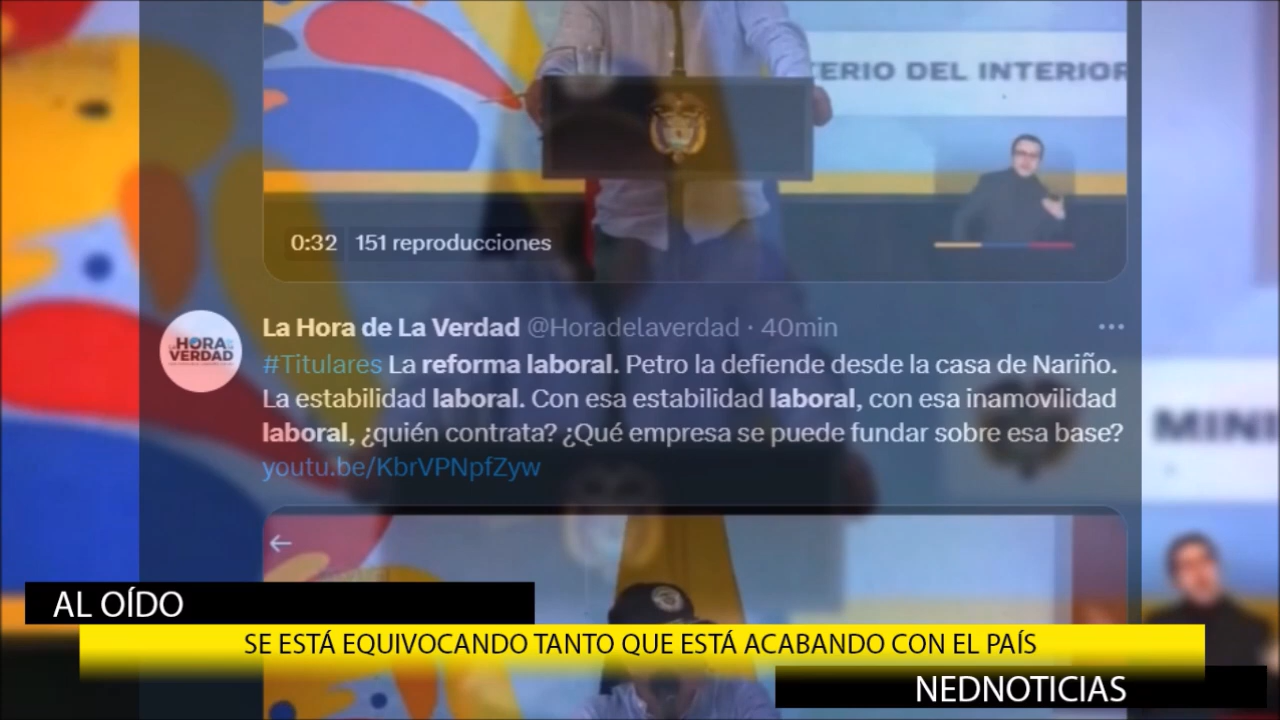 TERIO DEL INTERIOR
0:32 151 reproducciones
La Hora de La Verdad @Horadelaverdad · 40min
HORA
VERDAD
#Titulares La reforma laboral. Petro la defiende desde la casa de Nariño.
La estabilidad laboral. Con esa estabilidad laboral, con esa inamovilidad
laboral, ¿quién contrata? ¿Qué empresa se puede fundar sobre esa base?
youtu.be/KbrVPNpfZyw
MINI
AL OÍDO
SE ESTÁ EQUIVOCANDO TANTO QUE ESTÁ ACABANDO CON EL PAÍS
NEDNOTICIAS